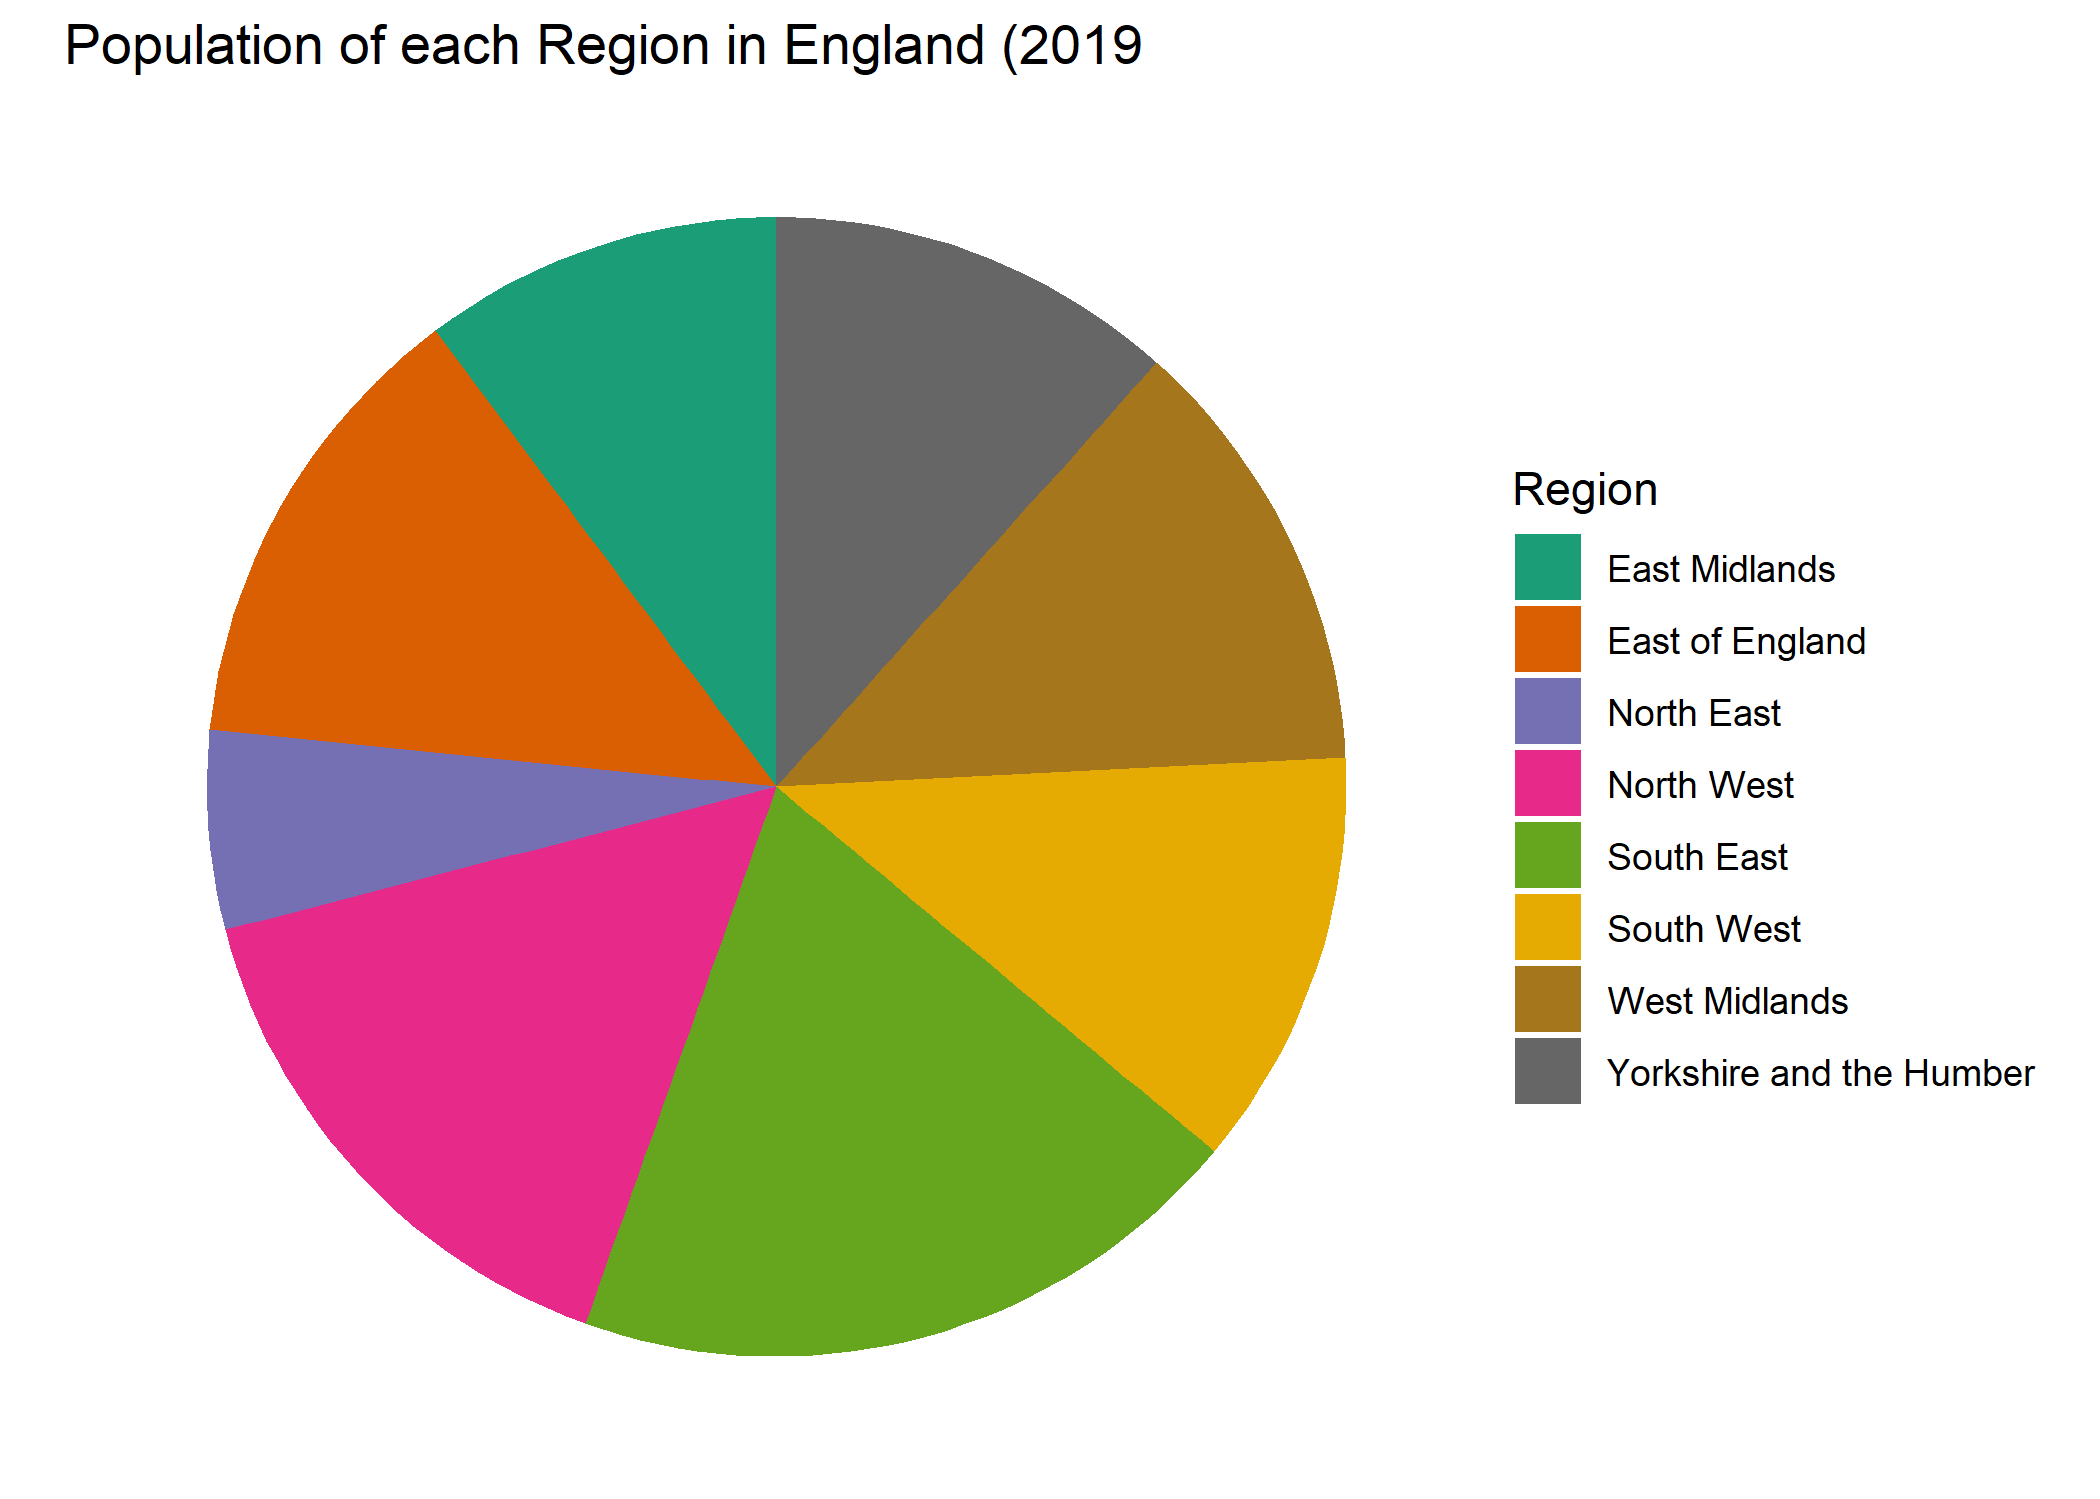 Population of each Region in England (2019
Region
East Midlands
East of England
North East
North West
South East
South West
West Midlands
Yorkshire and the Humber